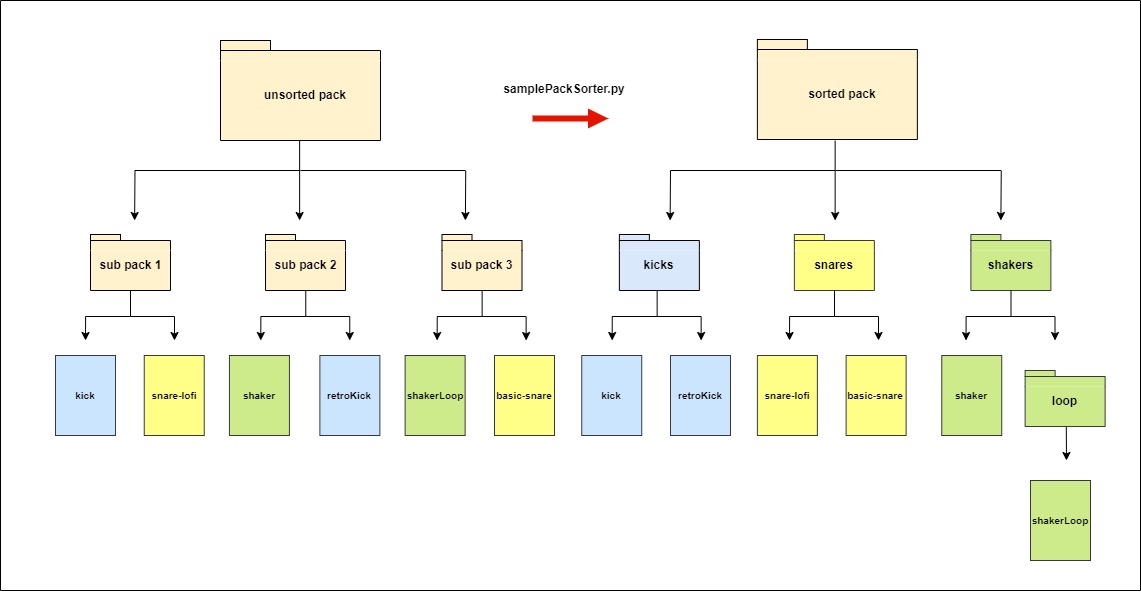 unsorted pack
samplePackSorter.py
sorted pack
sub pack 1
sub pack 2
sub pack 3
kicks
snares
shakers
kick
snare-lofi
shaker
retroKick
shakerLoop
basic-snare
kick
retroKick
snare-lofi
basic-snare
shaker
loop
shakerLoop